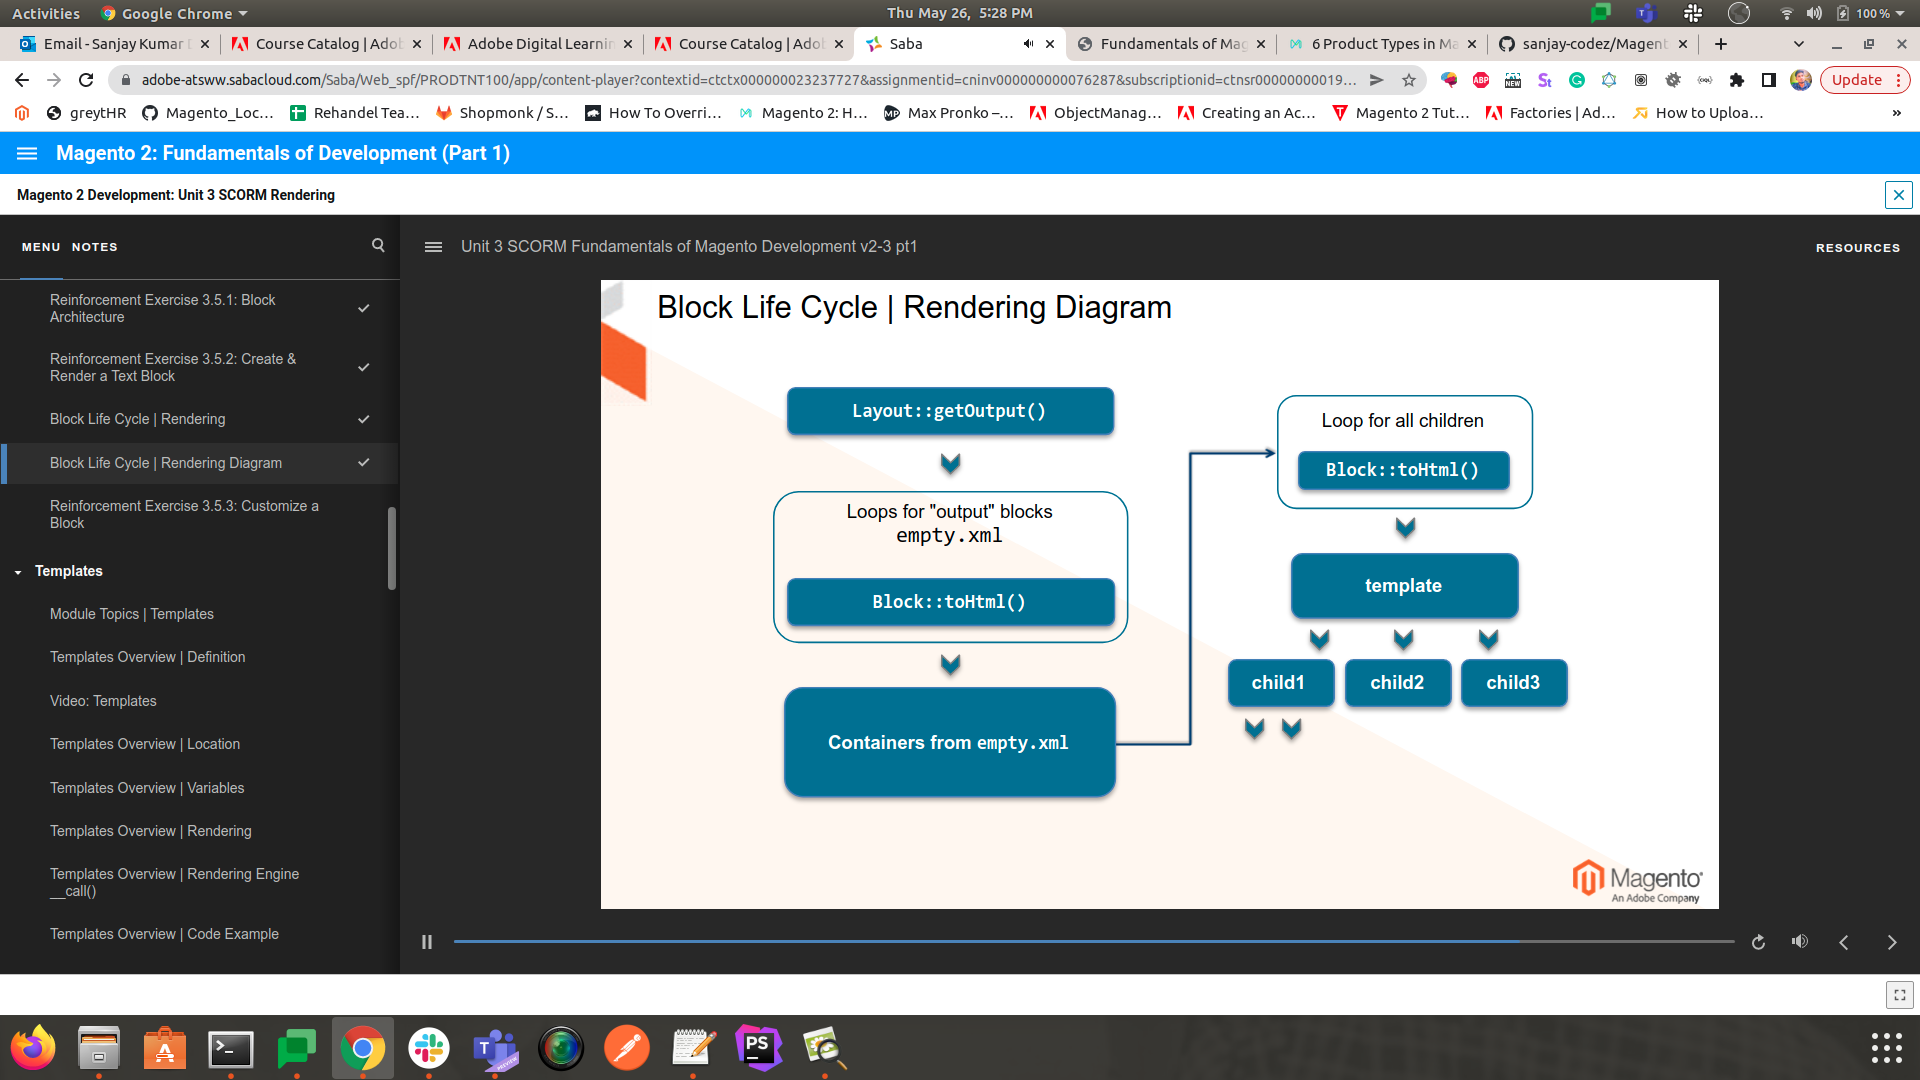 Activities Google Chrome Thu May 26, 5:28 PM 100 %
Email - Sanjay Kumar Course Catalog | Adob Adobe Digital Learnin Course Catalog | Adob Saba Fundamentals of Mag 6 Product Types in Ma sanjay-codez/Magent
adobe-atsww.sabacloud.com/Saba/Web_spf/PRODTNT100/app/content-player?contextid=ctctx000000023237727&assignmentid=cninv000000000076287&subscriptionid=ctnsr00000000019... ABP NEW St Update
greytHR Magento_Loc... Rehandel Tea... Shopmonk / S... How To Overri... Magento 2: H... MP Max Pronko –... ObjectManag... Creating an Ac... Magento 2 Tut... Factories | Ad... How to Uploa... »
Magento 2: Fundamentals of Development (Part 1)
Magento 2 Development: Unit 3 SCORM Rendering
MENU NOTES
Unit 3 SCORM Fundamentals of Magento Development v2-3 pt1
RESOURCES
Reinforcement Exercise 3.5.1: Block
Architecture
Reinforcement Exercise 3.5.2: Create &
Render a Text Block
Block Life Cycle | Rendering
Block Life Cycle | Rendering Diagram
Reinforcement Exercise 3.5.3: Customize a
Block
Templates
Module Topics | Templates
Templates Overview | Definition
Video: Templates
Templates Overview | Location
Templates Overview | Variables
Templates Overview | Rendering
Templates Overview | Rendering Engine
__call()
Templates Overview | Code Example
Block Life Cycle | Rendering Diagram
Layout::getOutput()
Loops for "output" blocks
empty.xml
Block::toHtml()
Containers from empty.xml
Loop for all children
Block::toHtml()
template
child1 child2 child3
Magento
An Adobe Company
PS
PREVIEW